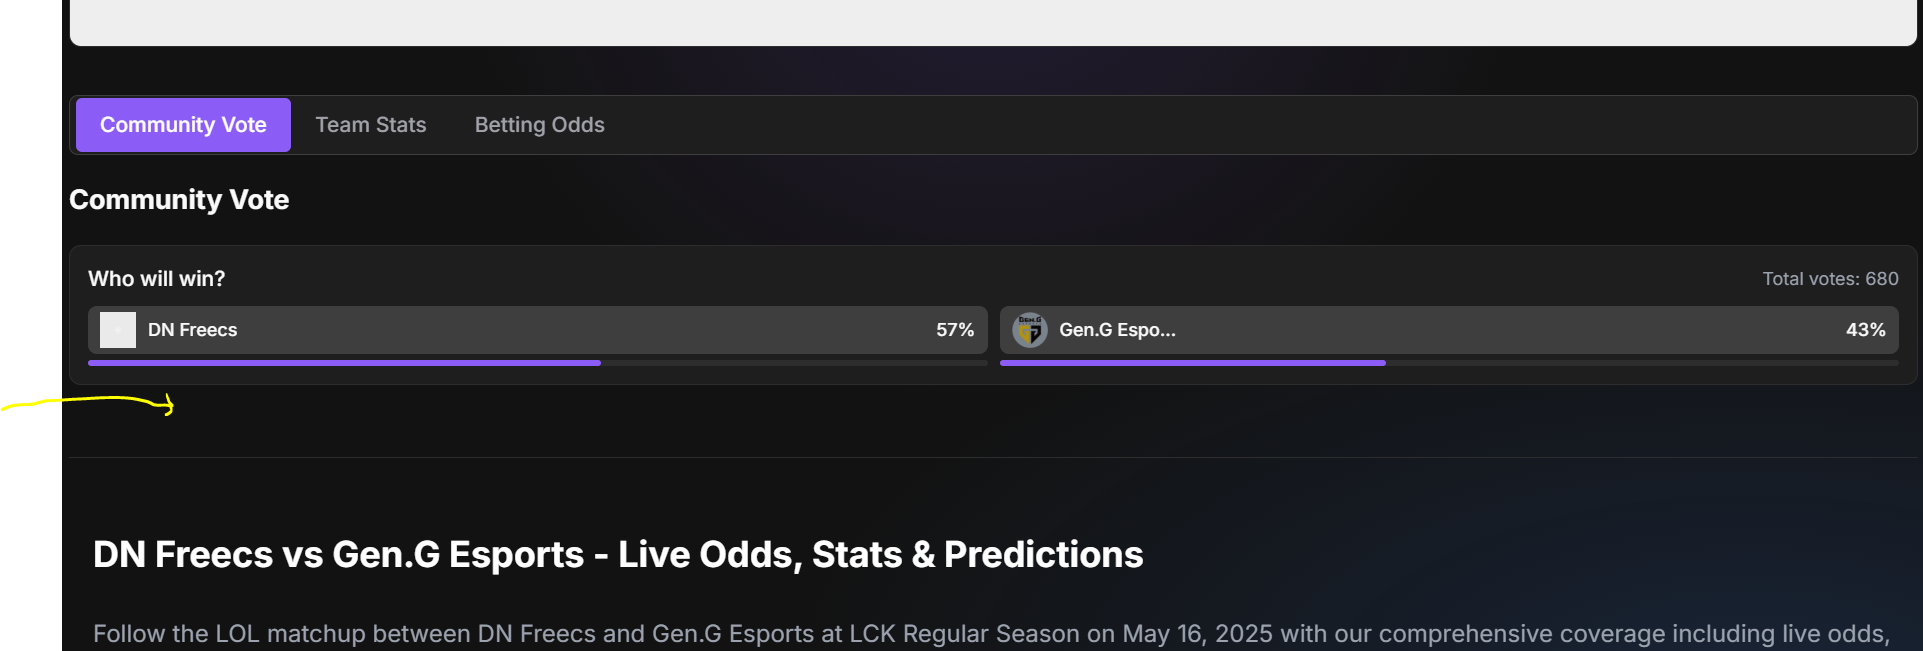 Community Vote Team Stats Betting Odds
Community Vote
Who will win? Total votes: 680
DN Freecs 57% GEN.G Gen.G Espo... 43%
DN Freecs vs Gen.G Esports - Live Odds, Stats & Predictions
Follow the LOL matchup between DN Freecs and Gen.G Esports at LCK Regular Season on May 16, 2025 with our comprehensive coverage including live odds,